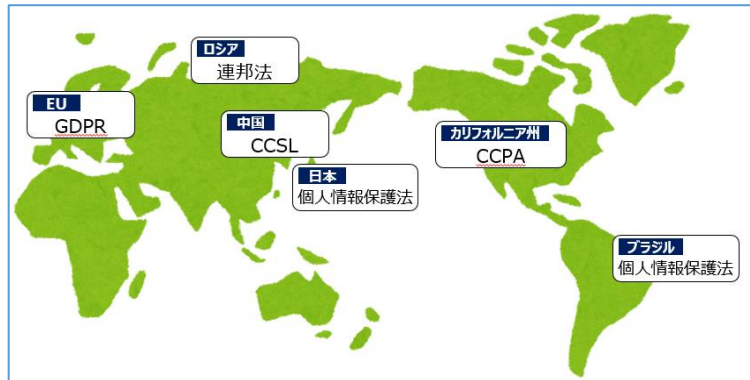 ロシア
連邦法
EU
GDPR
中国
CCSL
カリフォルニア州
CCPA
日本
個人情報保護法
ブラジル
個人情報保護法